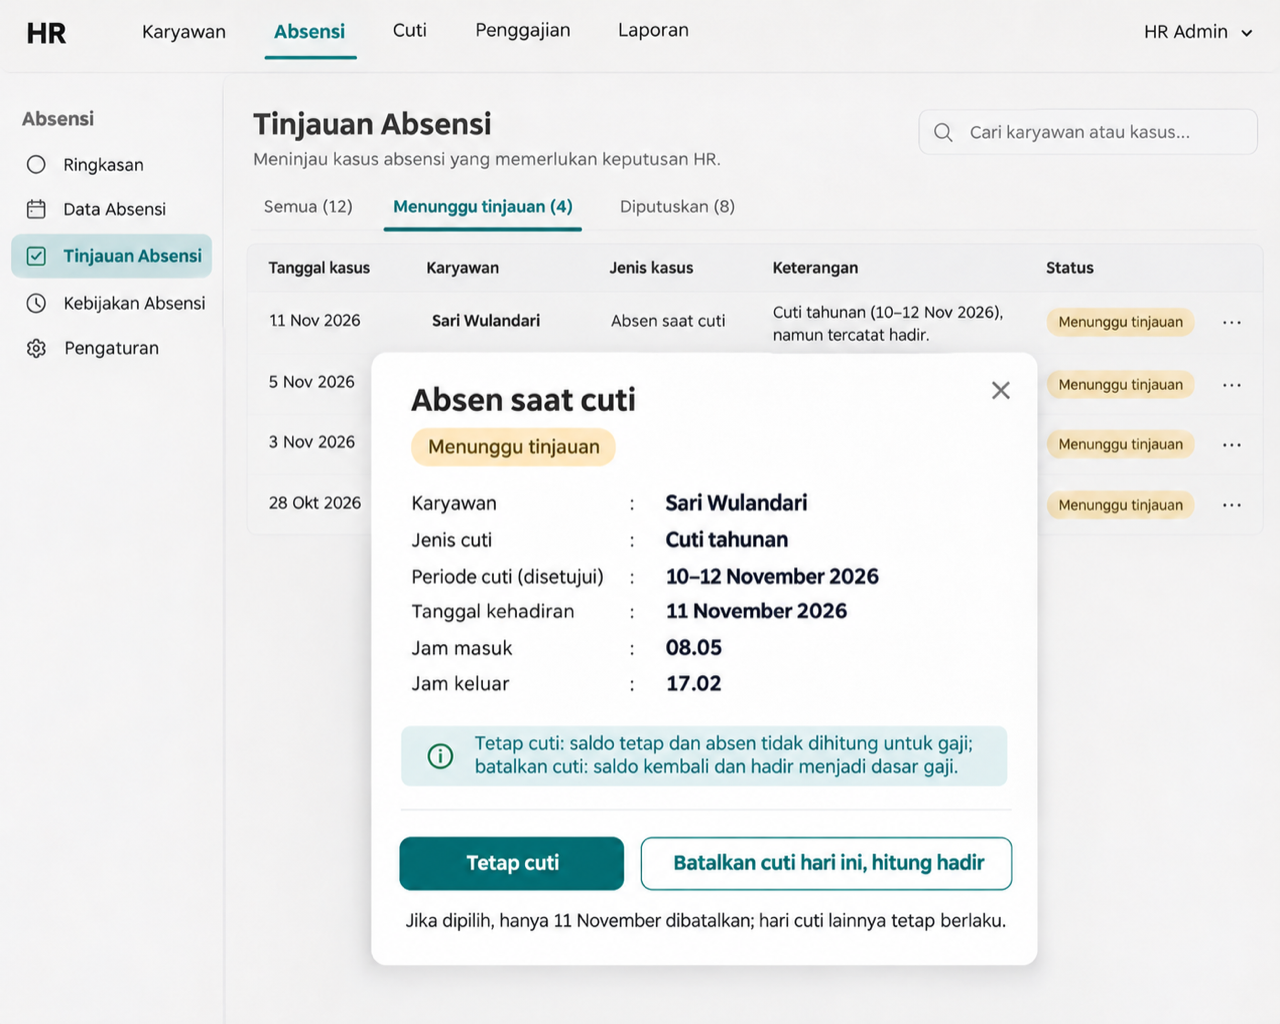 HR
Karyawan
Absensi
Cuti
Penggajian
Laporan
HR Admin
Absensi
Ringkasan
Data Absensi
Tinjauan Absensi
Kebijakan Absensi
Pengaturan
Tinjauan Absensi
Meninjau kasus absensi yang memerlukan keputusan HR.
Cari karyawan atau kasus...
Semua (12)
Menunggu tinjauan (4)
Diputuskan (8)
Tanggal kasus
Karyawan
Jenis kasus
Keterangan
Status
11 Nov 2026
Sari Wulandari
Absen saat cuti
Cuti tahunan (10–12 Nov 2026),
namun tercatat hadir.
Menunggu tinjauan
5 Nov 2026
Menunggu tinjauan
3 Nov 2026
Menunggu tinjauan
28 Okt 2026
Menunggu tinjauan
Absen saat cuti
Menunggu tinjauan
Karyawan : Sari Wulandari
Jenis cuti : Cuti tahunan
Periode cuti (disetujui) : 10–12 November 2026
Tanggal kehadiran : 11 November 2026
Jam masuk : 08.05
Jam keluar : 17.02
Tetap cuti: saldo tetap dan absen tidak dihitung untuk gaji;
batalkan cuti: saldo kembali dan hadir menjadi dasar gaji.
Tetap cuti
Batalkan cuti hari ini, hitung hadir
Jika dipilih, hanya 11 November dibatalkan; hari cuti lainnya tetap berlaku.